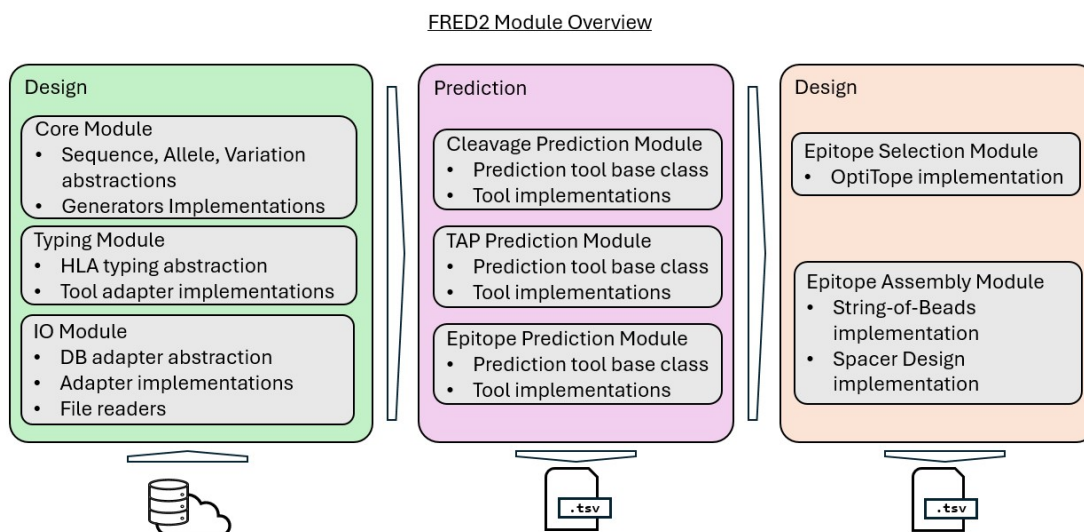 FRED2 Module Overview
Design
Core Module
• Sequence, Allele, Variation
abstractions
• Generators Implementations
Typing Module
• HLA typing abstraction
• Tool adapter implementations
IO Module
• DB adapter abstraction
• Adapter implementations
• File readers
Prediction
Cleavage Prediction Module
• Prediction tool base class
• Tool implementations
TAP Prediction Module
• Prediction tool base class
• Tool implementations
Epitope Prediction Module
• Prediction tool base class
• Tool implementations
Design
Epitope Selection Module
• OptiTope implementation
Epitope Assembly Module
• String-of-Beads
implementation
• Spacer Design
implementation
.tsv
.tsv